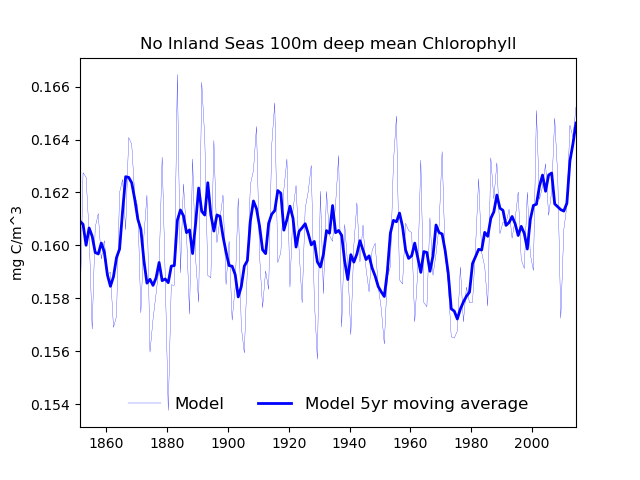 No Inland Seas 100m deep mean Chlorophyll
mg C/m^3
0.166
0.164
0.162
0.160
0.158
0.156
0.154
Model
Model 5yr moving average
1860 1880 1900 1920 1940 1960 1980 2000